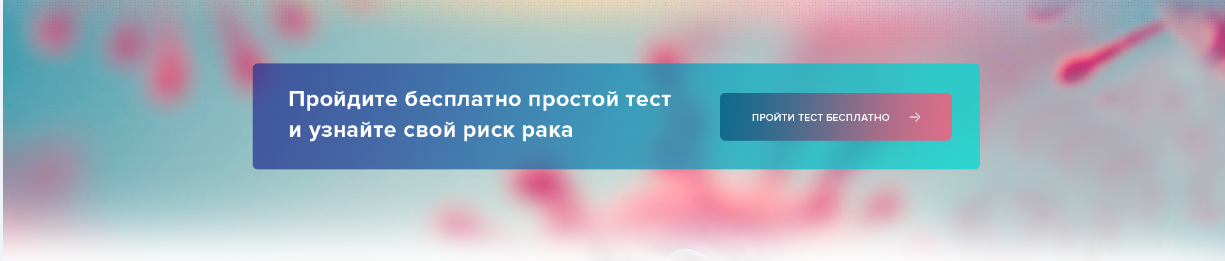 Пройдите бесплатно простой тест
и узнайте свой риск рака
ПРОЙТИ ТЕСТ БЕСПЛАТНО